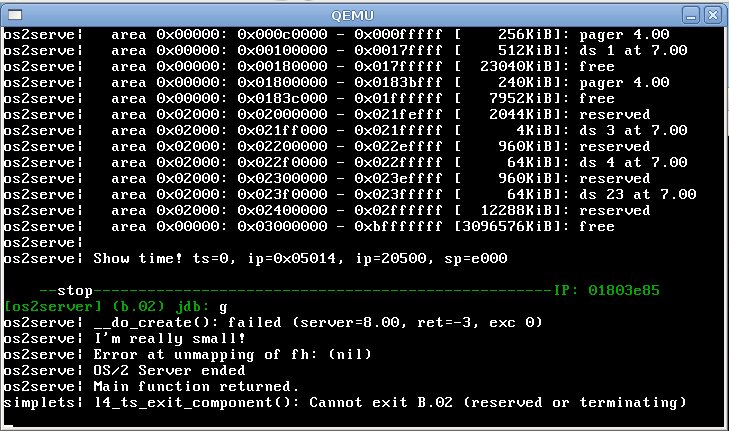 QEMU
os2serve| area 0x00000: 0x000c0000 - 0x000fffff [ 256KiB]: pager 4.00
os2serve| area 0x00000: 0x00100000 - 0x0017ffff [ 512KiB]: ds 1 at 7.00
os2serve| area 0x00000: 0x00180000 - 0x017fffff [ 23040KiB]: free
os2serve| area 0x00000: 0x01800000 - 0x0183bfff [ 240KiB]: pager 4.00
os2serve| area 0x00000: 0x0183c000 - 0x01ffffff [ 7952KiB]: free
os2serve| area 0x02000: 0x02000000 - 0x021fefff [ 2044KiB]: reserved
os2serve| area 0x02000: 0x021ff000 - 0x021fffff [ 4KiB]: ds 3 at 7.00
os2serve| area 0x02000: 0x02200000 - 0x022effff [ 960KiB]: reserved
os2serve| area 0x02000: 0x022f0000 - 0x022fffff [ 64KiB]: ds 4 at 7.00
os2serve| area 0x02000: 0x02300000 - 0x023effff [ 960KiB]: reserved
os2serve| area 0x02000: 0x023f0000 - 0x023fffff [ 64KiB]: ds 23 at 7.00
os2serve| area 0x02000: 0x02400000 - 0x02ffffff [ 12288KiB]: reserved
os2serve| area 0x00000: 0x03000000 - 0xbfffffff [3096576KiB]: free
os2serve|
os2serve| Show time! ts=0, ip=0x05014, ip=20500, sp=e000
--stop---------------------------------------------------IP: 01803e85
[os2server] (b.02) jdb: g
os2serve| __do_create(): failed (server=8.00, ret=-3, exc 0)
os2serve| I'm really small!
os2serve| Error at unmapping of fh: (nil)
os2serve| OS/2 Server ended
os2serve| Main function returned.
simplets| l4_ts_exit_component(): Cannot exit B.02 (reserved or terminating)